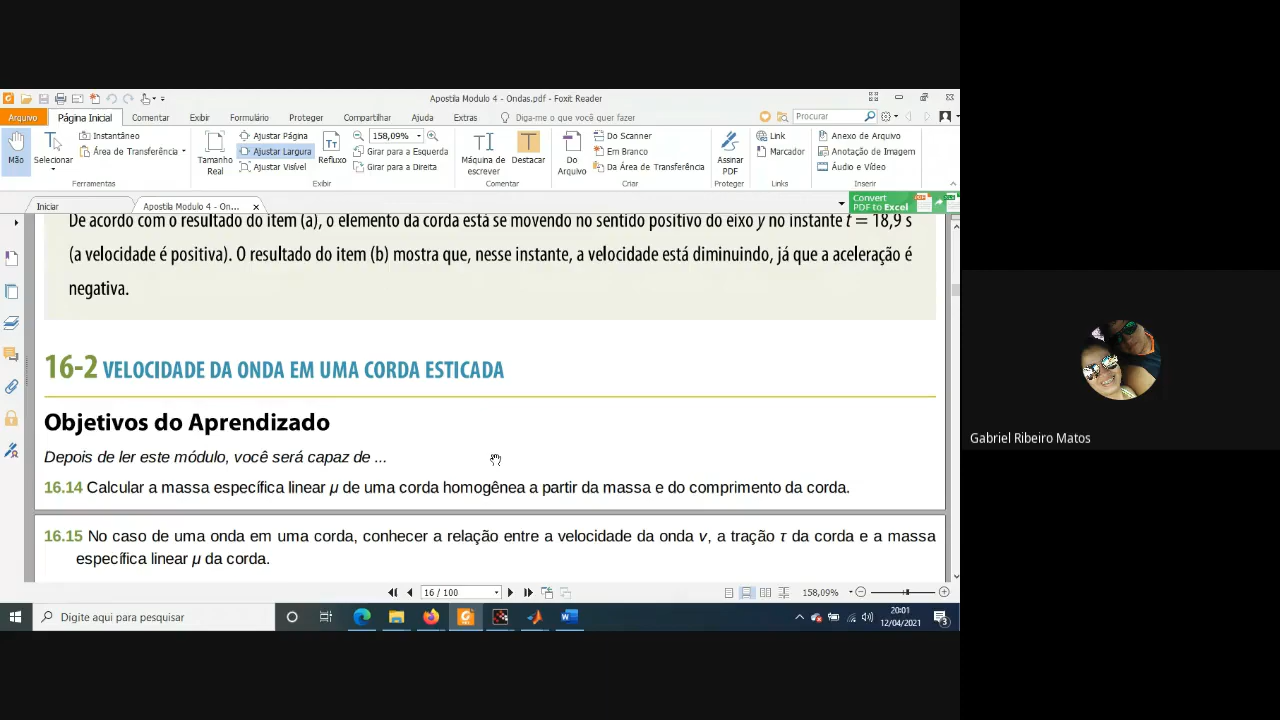 Apostila Modulo 4 - Ondas.pdf - Foxit Reader
Arquivo Página Inicial Comentar Exibir Formulário Proteger Compartilhar Ajuda Extras Diga-me o que você quer fazer Procurar
Mão
Selecionar
Instantâneo
Área de Transferência
Ferramentas
Tamanho Real
Ajustar Página
Ajustar Largura
Ajustar Visível
Refluxo
158,09%
Girar para a Esquerda
Girar para a Direita
Exibir
Máquina de escrever
Destacar
Comentar
Do Arquivo
Do Scanner
Em Branco
Da Área de Transferência
Criar
Assinar PDF
Proteger
Link
Marcador
Links
Anexo de Arquivo
Anotação de Imagem
Áudio e Vídeo
Inserir
Iniciar
Apostila Modulo 4 - On...
Convert
PDF to Excel
De acordo com o resultado do item (a), o elemento da corda está se movendo no sentido positivo do eixo y no instante t = 18,9 s
(a velocidade é positiva). O resultado do item (b) mostra que, nesse instante, a velocidade está diminuindo, já que a aceleração é
negativa.
16-2 VELOCIDADE DA ONDA EM UMA CORDA ESTICADA
Objetivos do Aprendizado
Depois de ler este módulo, você será capaz de ...
16.14 Calcular a massa específica linear μ de uma corda homogênea a partir da massa e do comprimento da corda.
16.15 No caso de uma onda em uma corda, conhecer a relação entre a velocidade da onda v, a tração τ da corda e a massa
específica linear μ da corda.
16 / 100
158,09%
Digite aqui para pesquisar
20:01
12/04/2021
3
Gabriel Ribeiro Matos